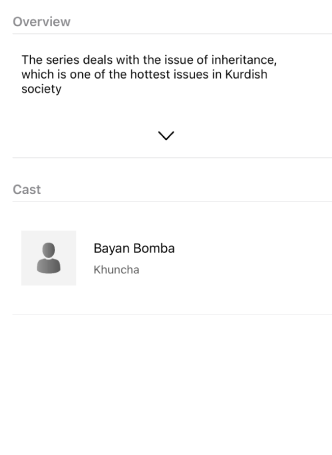 Overview
The series deals with the issue of inheritance,
which is one of the hottest issues in Kurdish
society
Cast
Bayan Bomba
Khuncha